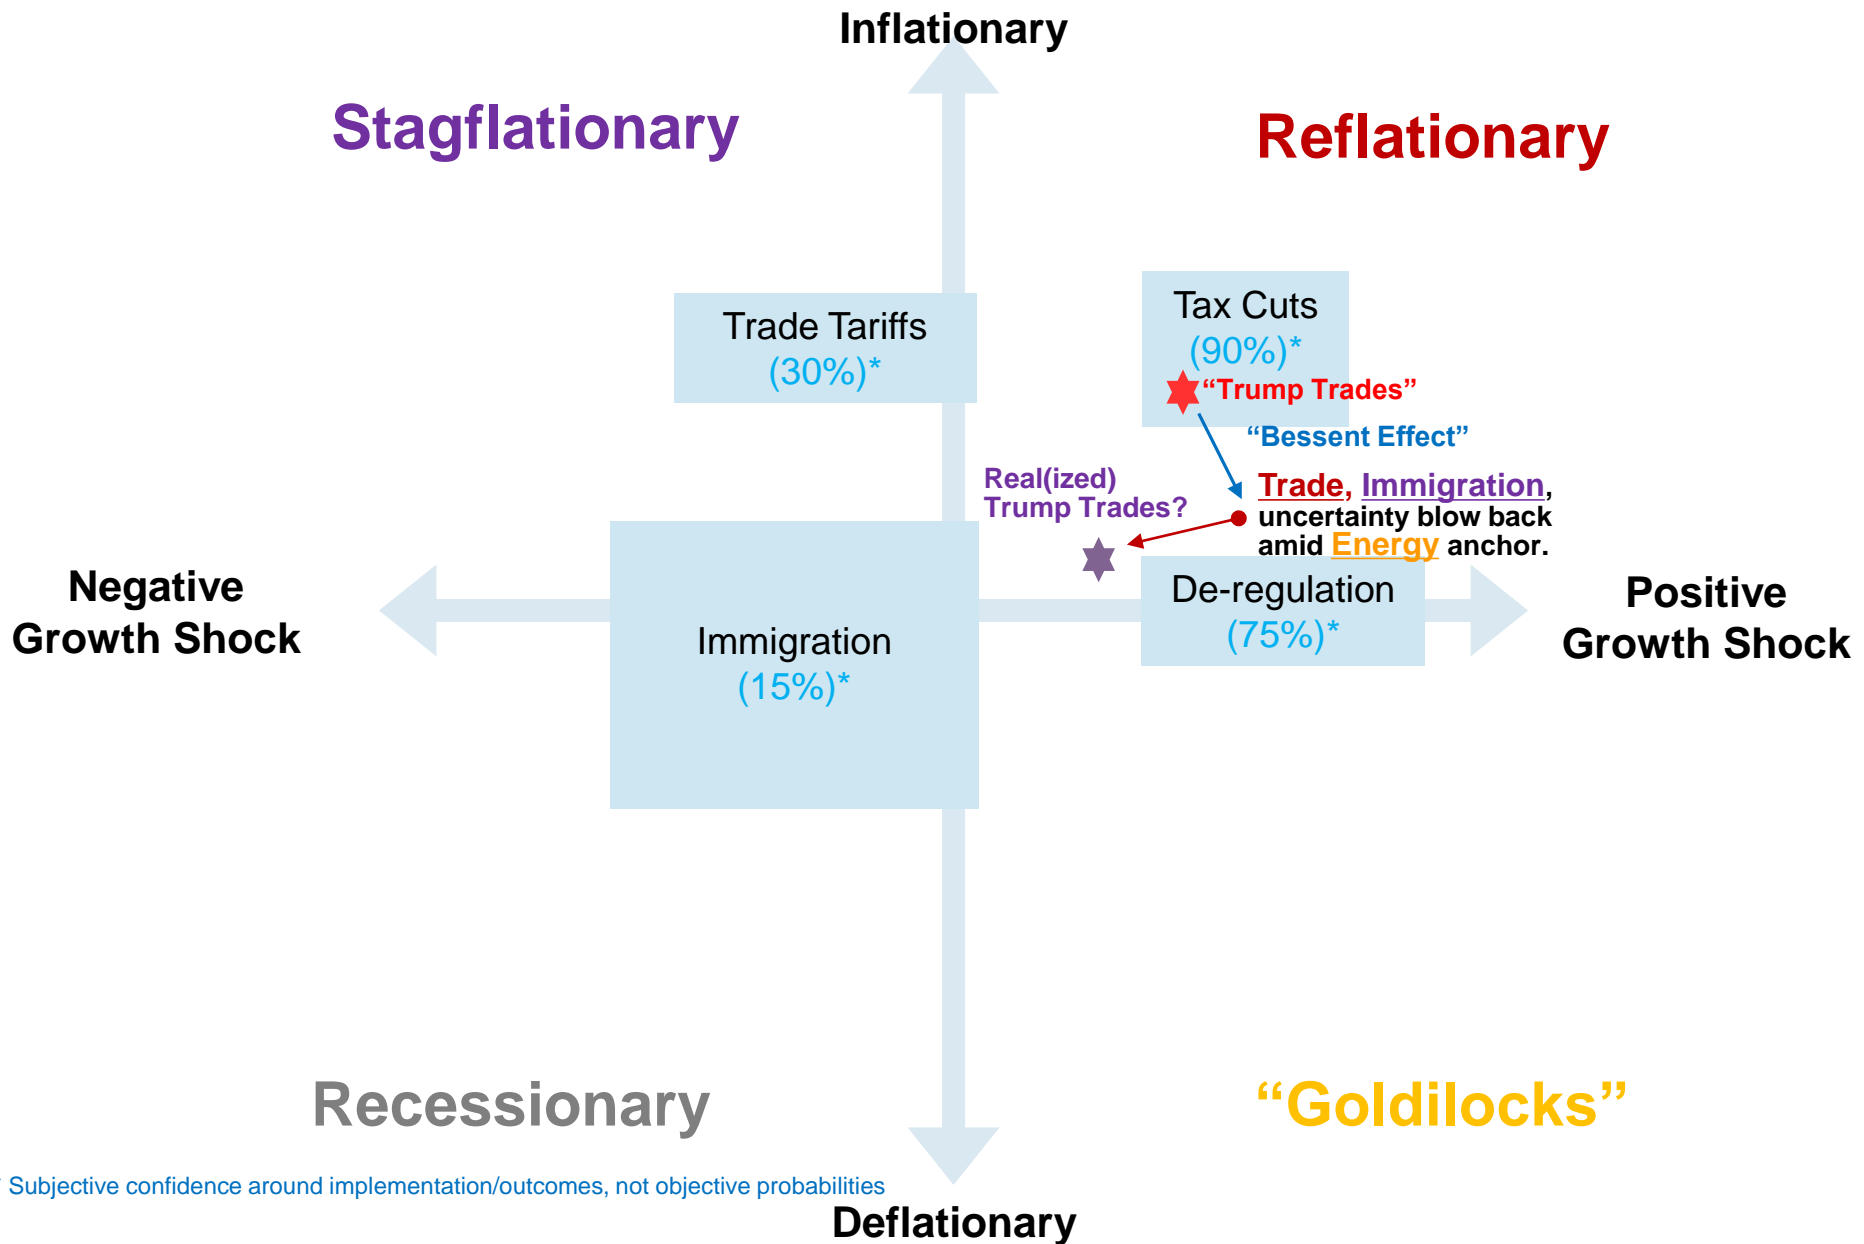 Inflationary
Stagflationary
Reflationary
Trade Tariffs
(30%)*
Tax Cuts
(90%)*
“Trump Trades”
“Bessent Effect”
Real(ized)
Trump Trades?
Trade, Immigration,
uncertainty blow back
amid Energy anchor.
Negative
Growth Shock
Immigration
(15%)*
De-regulation
(75%)*
Positive
Growth Shock
Recessionary
“Goldilocks”
* Subjective confidence around implementation/outcomes, not objective probabilities
Deflationary